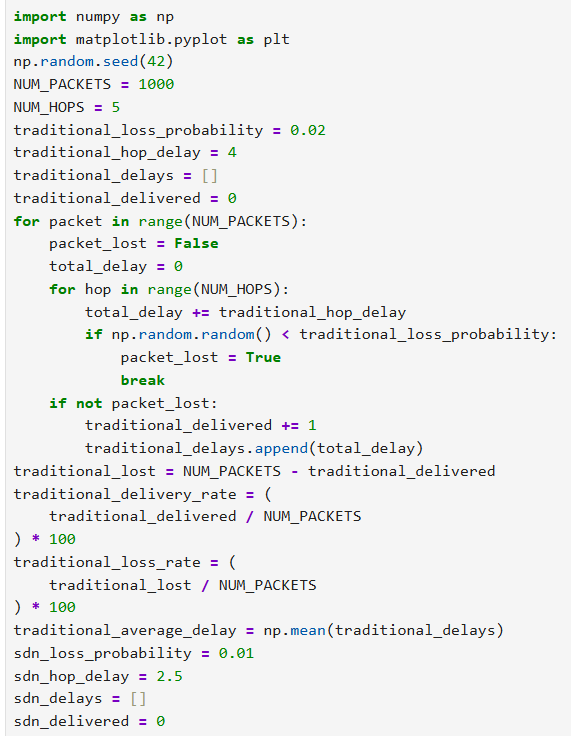 import numpy as np
import matplotlib.pyplot as plt
np.random.seed(42)
NUM_PACKETS = 1000
NUM_HOPS = 5
traditional_loss_probability = 0.02
traditional_hop_delay = 4
traditional_delays = []
traditional_delivered = 0
for packet in range(NUM_PACKETS):
    packet_lost = False
    total_delay = 0
    for hop in range(NUM_HOPS):
        total_delay += traditional_hop_delay
        if np.random.random() < traditional_loss_probability:
            packet_lost = True
            break
    if not packet_lost:
        traditional_delivered += 1
        traditional_delays.append(total_delay)
traditional_lost = NUM_PACKETS - traditional_delivered
traditional_delivery_rate = (
    traditional_delivered / NUM_PACKETS
) * 100
traditional_loss_rate = (
    traditional_lost / NUM_PACKETS
) * 100
traditional_average_delay = np.mean(traditional_delays)
sdn_loss_probability = 0.01
sdn_hop_delay = 2.5
sdn_delays = []
sdn_delivered = 0